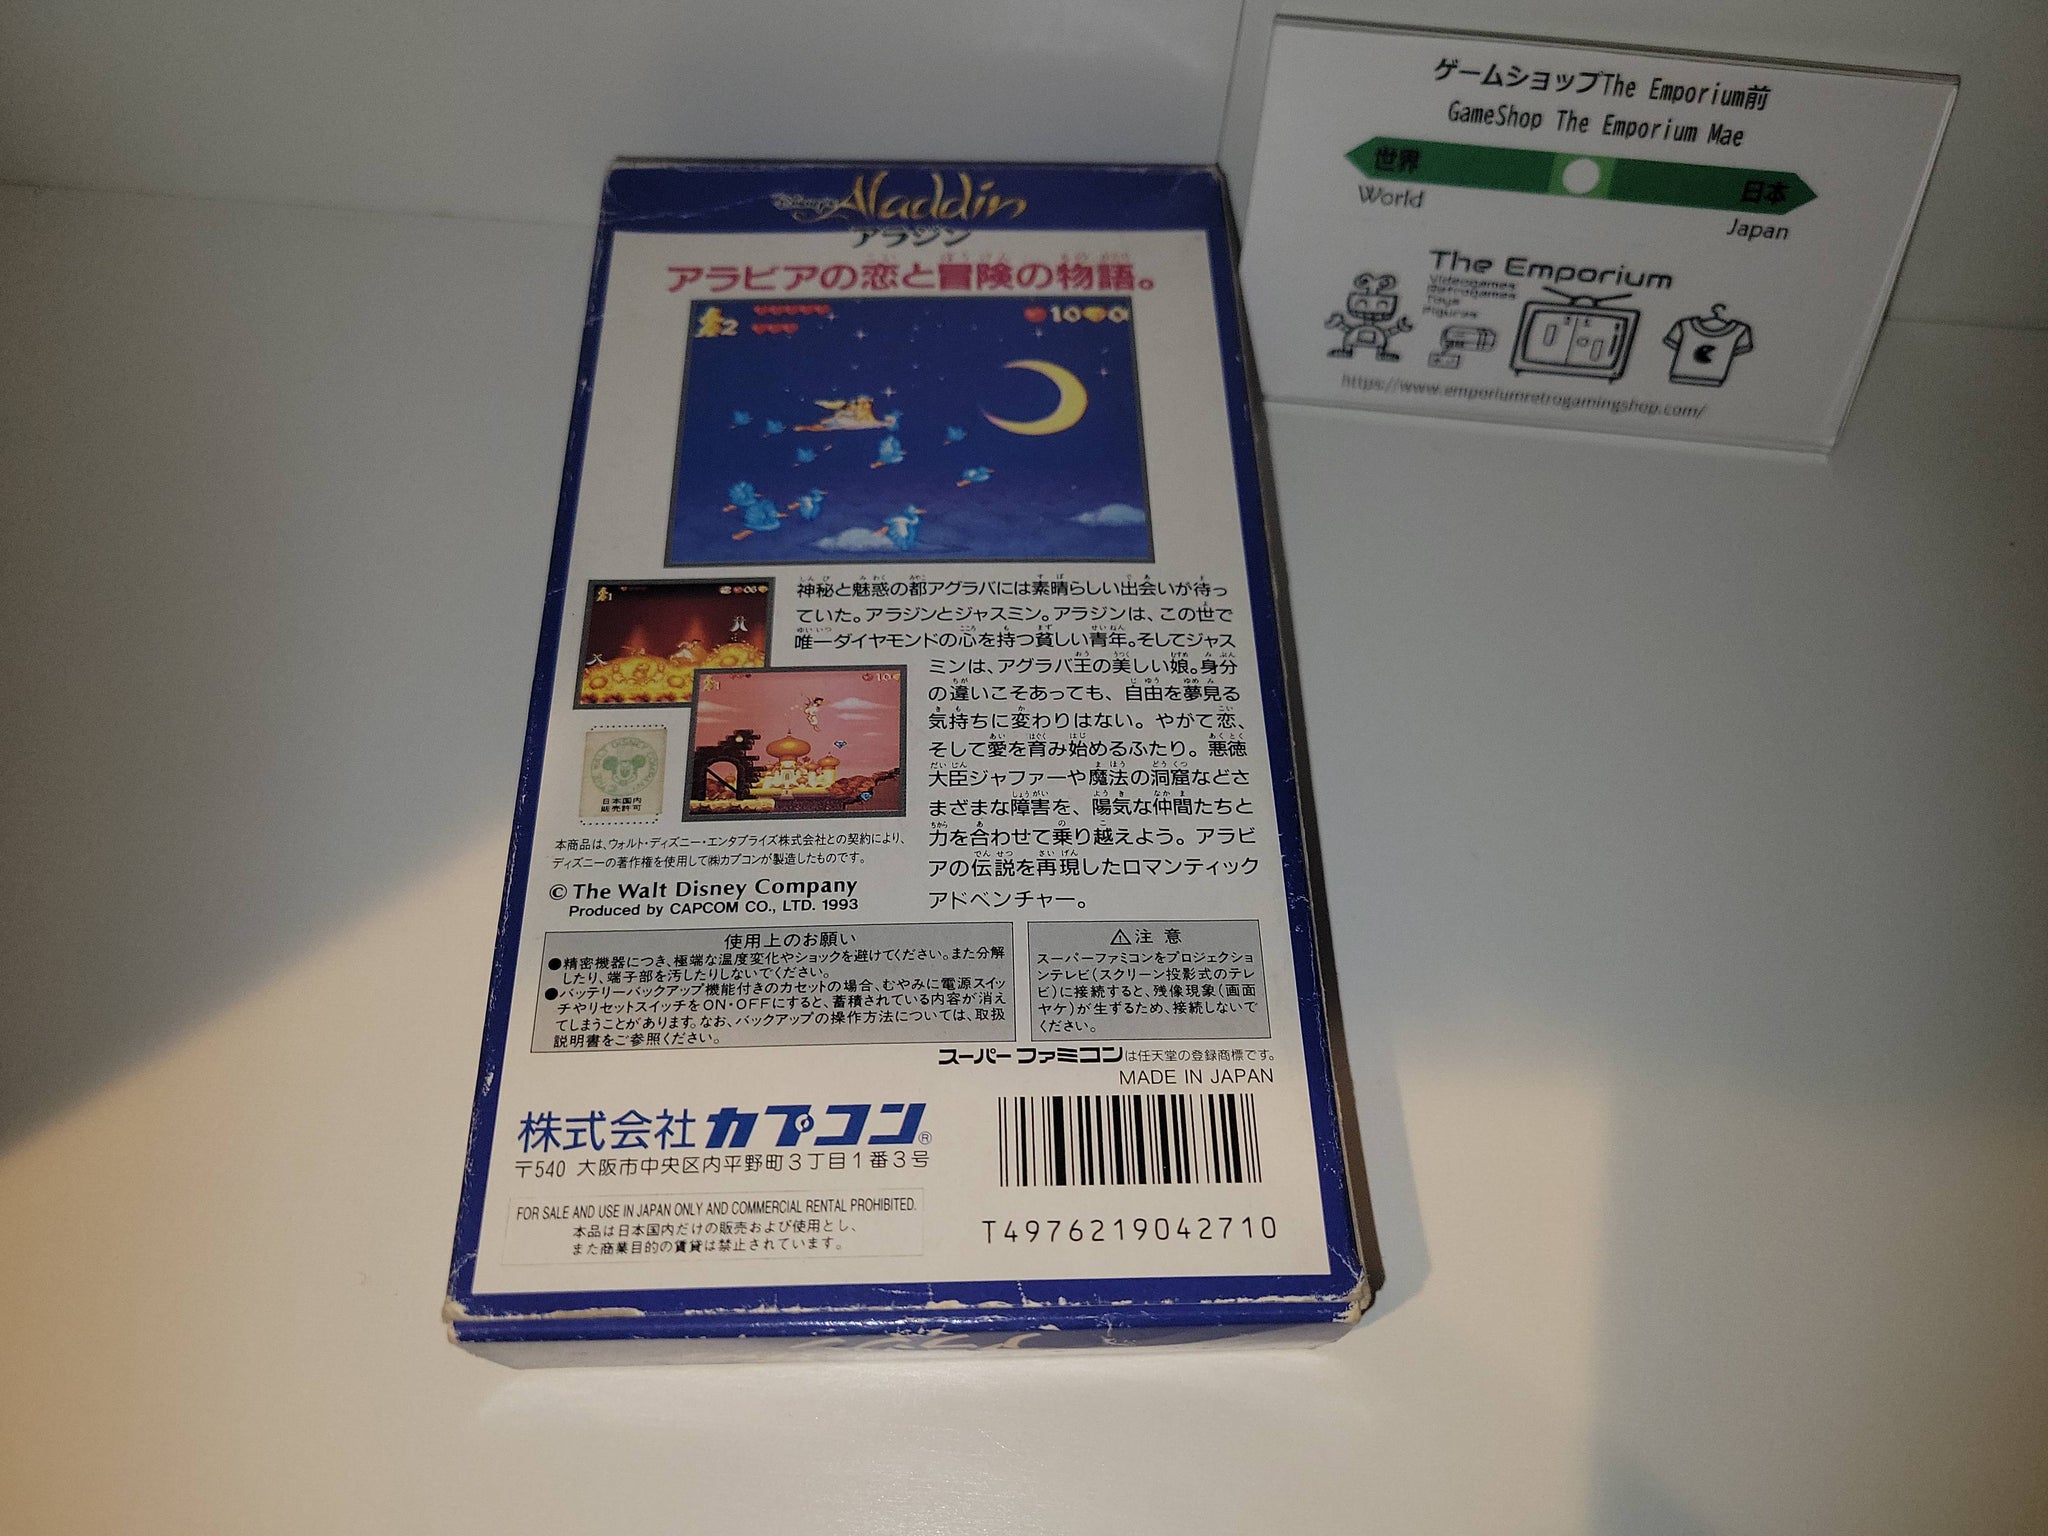 ゲームショップThe Emporium前
GameShop The Emporium Mae
世界
日本
World
Japan
The Emporium
Videogames
Retrogames
Toys
Figures
https://www.emporiumretrogamingshop.com/
Disney's Aladdin
アラジン
アラビアの恋と冒険の物語。
2
10
0
神秘と魅惑の都アグラバには素晴らしい出会いが待っ
ていた。アラジンとジャスミン。アラジンは、この世で
唯一ダイヤモンドの心を持つ貧しい青年。そしてジャス
ミンは、アグラバ王の美しい娘。身分
の違いこそあっても、自由を夢見る
気持ちに変わりはない。やがて恋、
そして愛を育み始めるふたり。悪徳
大臣ジャファーや魔法の洞窟などさ
まざまな障害を、陽気な仲間たちと
力を合わせて乗り越えよう。アラビ
アの伝説を再現したロマンティック
アドベンチャー。
日本国内
販売許可
本商品は、ウォルト・ディズニー・エンタプライズ株式会社との契約により、
ディズニーの著作権を使用して㈱カプコンが製造したものです。
© The Walt Disney Company
Produced by CAPCOM CO., LTD. 1993
使用上のお願い
●精密機器につき、極端な温度変化やショックを避けてください。また分解
したり、端子部を汚したりしないでください。
●バッテリーバックアップ機能付きのカセットの場合、むやみに電源スイッ
チやリセットスイッチをON・OFFにすると、蓄積されている内容が消え
てしまうことがあります。なお、バックアップの操作方法については、取扱
説明書をご参照ください。
⚠注意
スーパーファミコンをプロジェクショ
ンテレビ(スクリーン投影式のテレ
ビ)に接続すると、残像現象(画面
ヤケ)が生ずるため、接続しないで
ください。
スーパーファミコンは任天堂の登録商標です。
MADE IN JAPAN
株式会社カプコン®
〒540 大阪市中央区内平野町3丁目1番3号
FOR SALE AND USE IN JAPAN ONLY AND COMMERCIAL RENTAL PROHIBITED.
本品は日本国内だけの販売および使用とし、
また商業目的の賃貸は禁止されています。
T4976219042710